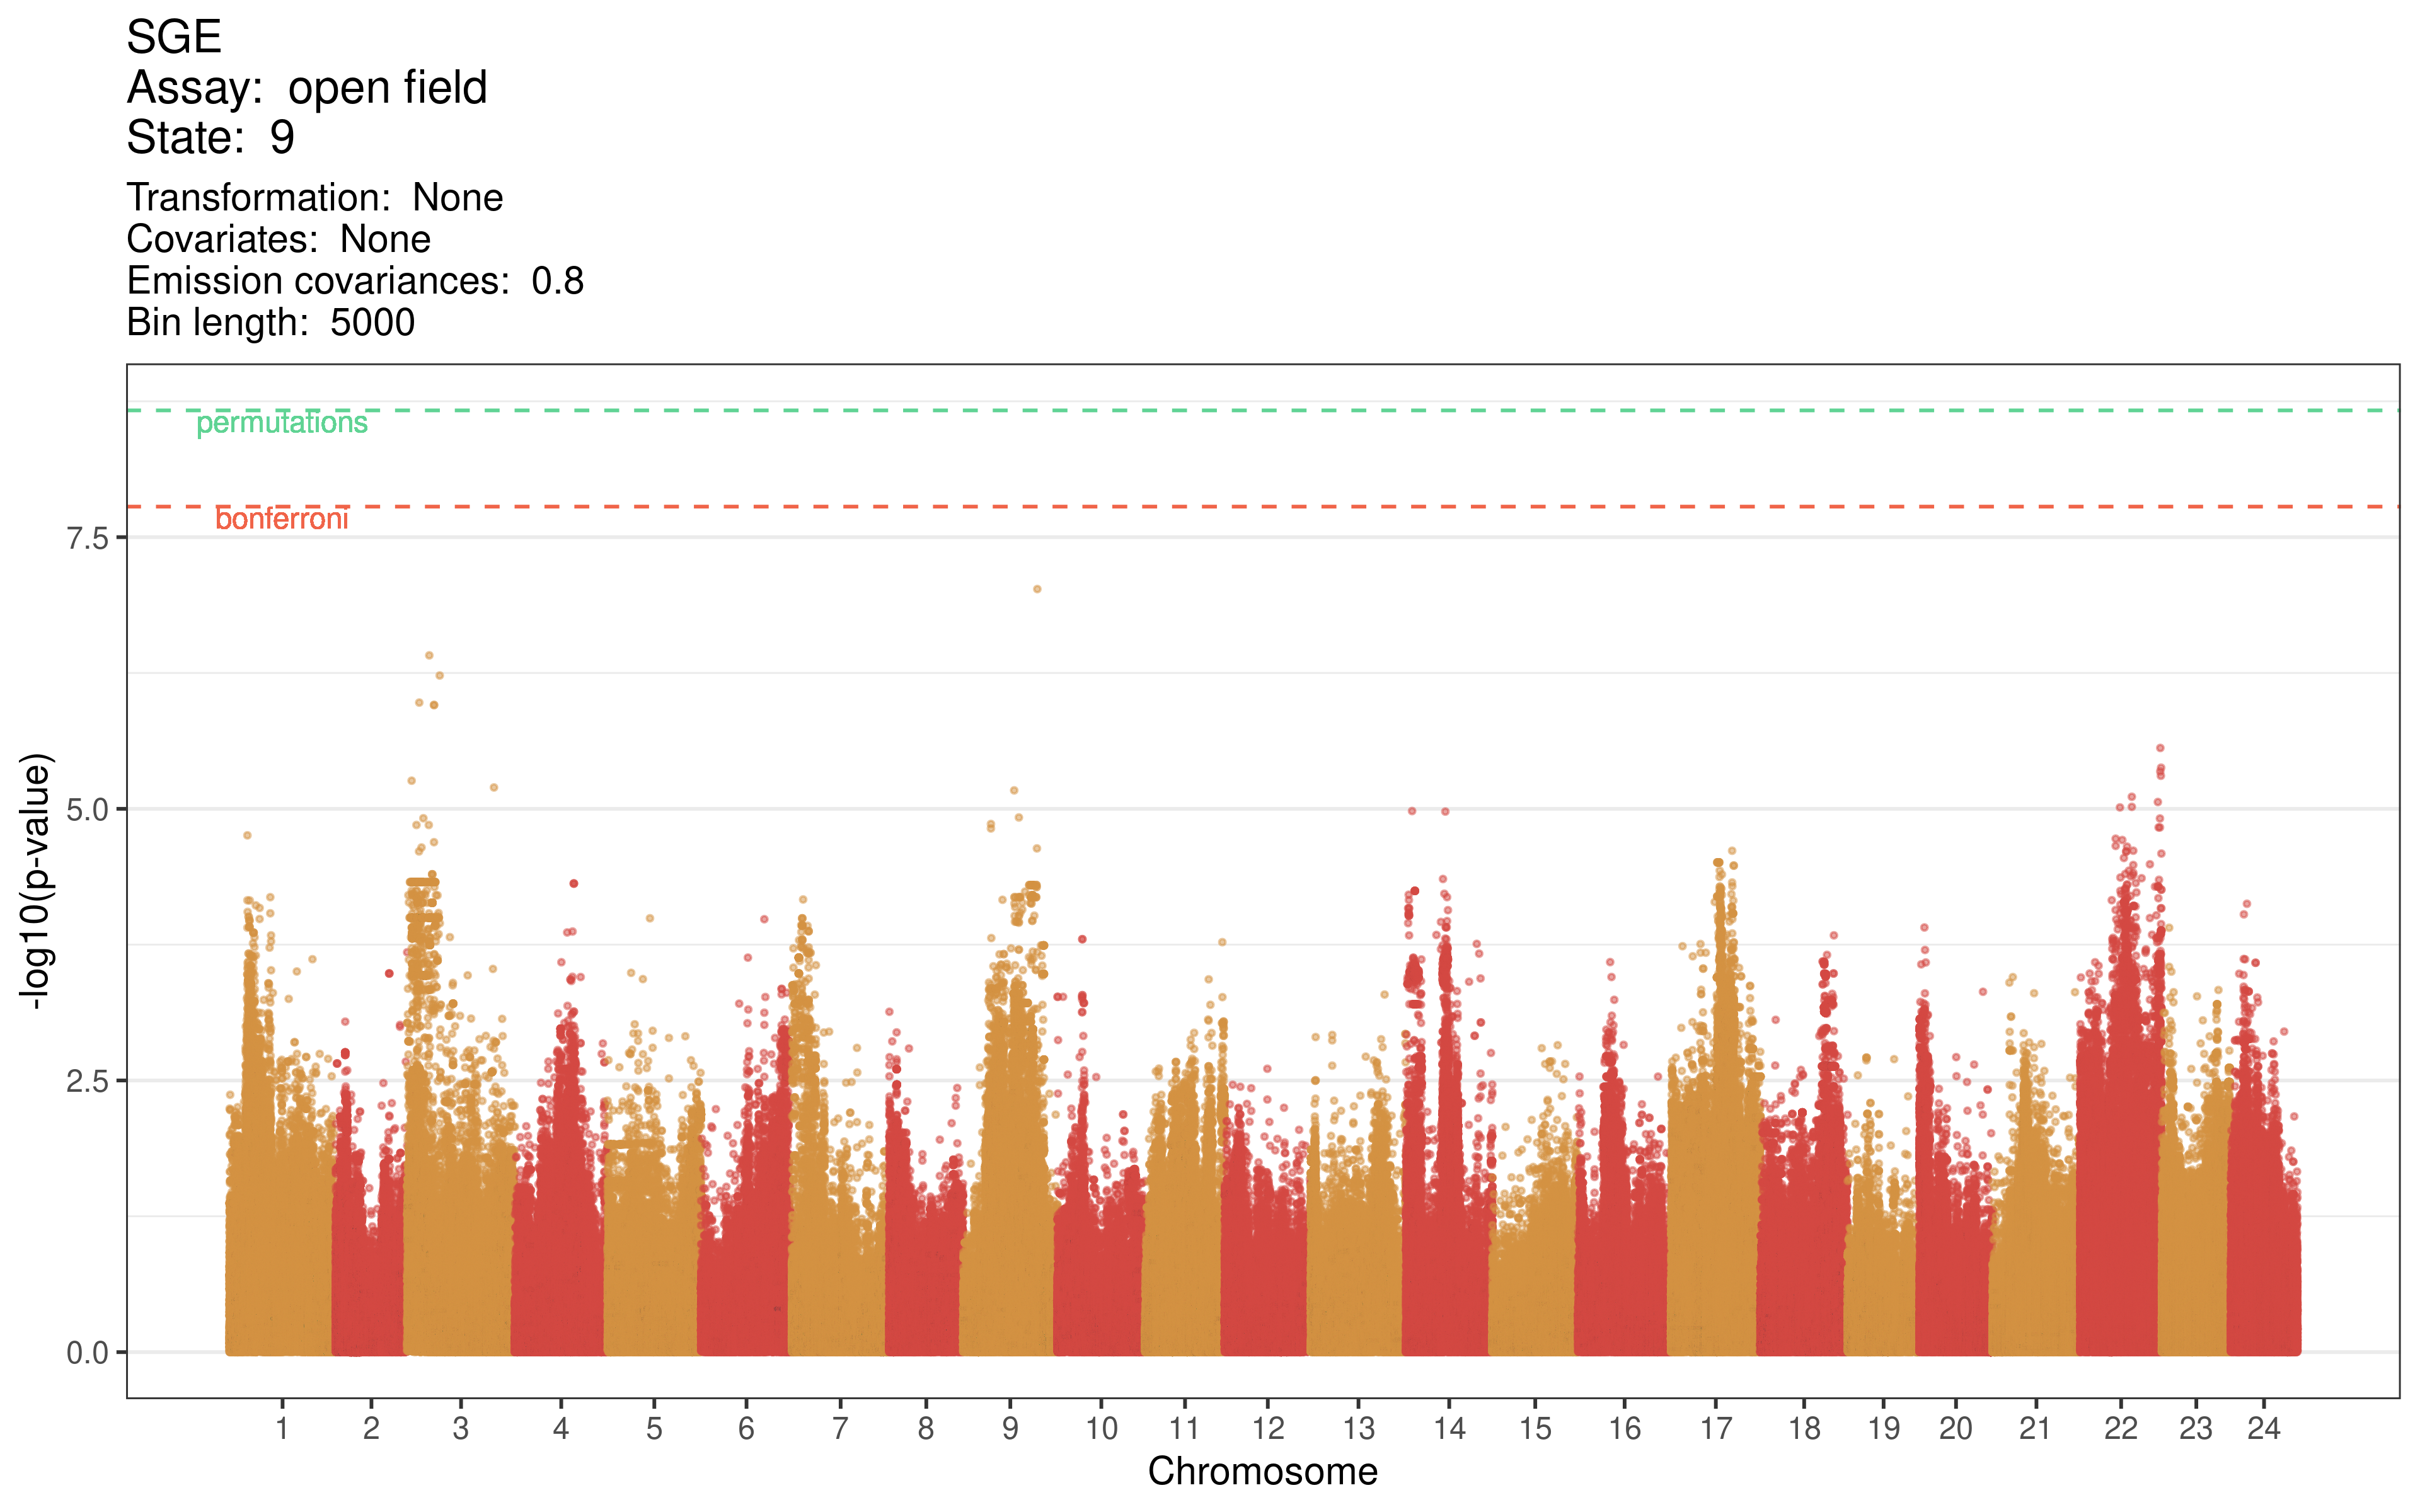 SGE
Assay:  open field
State:  9
Transformation:  None
Covariates:  None
Emission covariances:  0.8
Bin length:  5000
permutations
bonferroni
7.5
5.0
2.5
0.0
-log10(p-value)
1 2 3 4 5 6 7 8 9 10 11 12 13 14 15 16 17 18 19 20 21 22 23 24
Chromosome